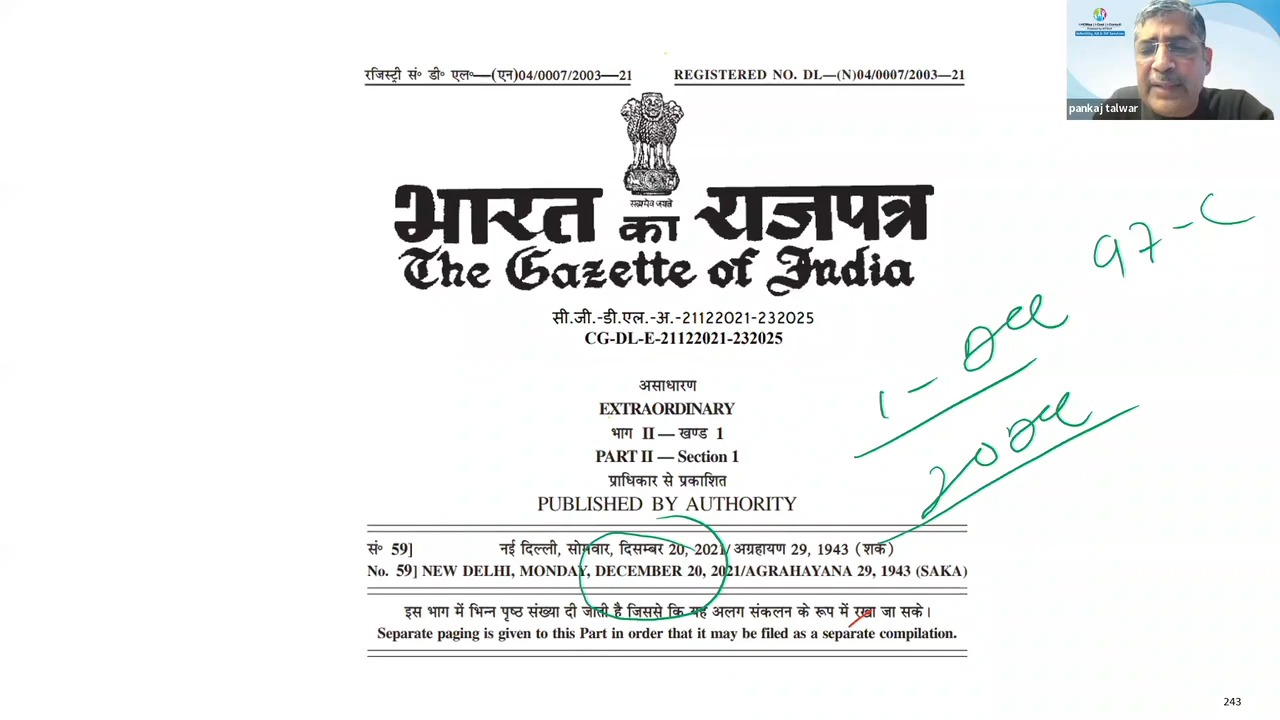 pankaj talwar
रजिस्ट्री सं॰ डी॰ एल॰—(एन)04/0007/2003—21
REGISTERED NO. DL—(N)04/0007/2003—21
सत्यमेव जयते
भारत का राजपत्र
The Gazette of India
सी.जी.-डी.एल.-अ.-21122021-232025
CG-DL-E-21122021-232025
97-C
1-Dec
20 Dec
असाधारण
EXTRAORDINARY
भाग II — खण्ड 1
PART II — Section 1
प्राधिकार से प्रकाशित
PUBLISHED BY AUTHORITY
सं॰ 59] नई दिल्ली, सोमवार, दिसम्बर 20, 2021/ अग्रहायण 29, 1943 (शक)
No. 59] NEW DELHI, MONDAY, DECEMBER 20, 2021/AGRAHAYANA 29, 1943 (SAKA)
इस भाग में भिन्न पृष्ठ संख्या दी जाती है जिससे कि यह अलग संकलन के रूप में रखा जा सके।
Separate paging is given to this Part in order that it may be filed as a separate compilation.
243